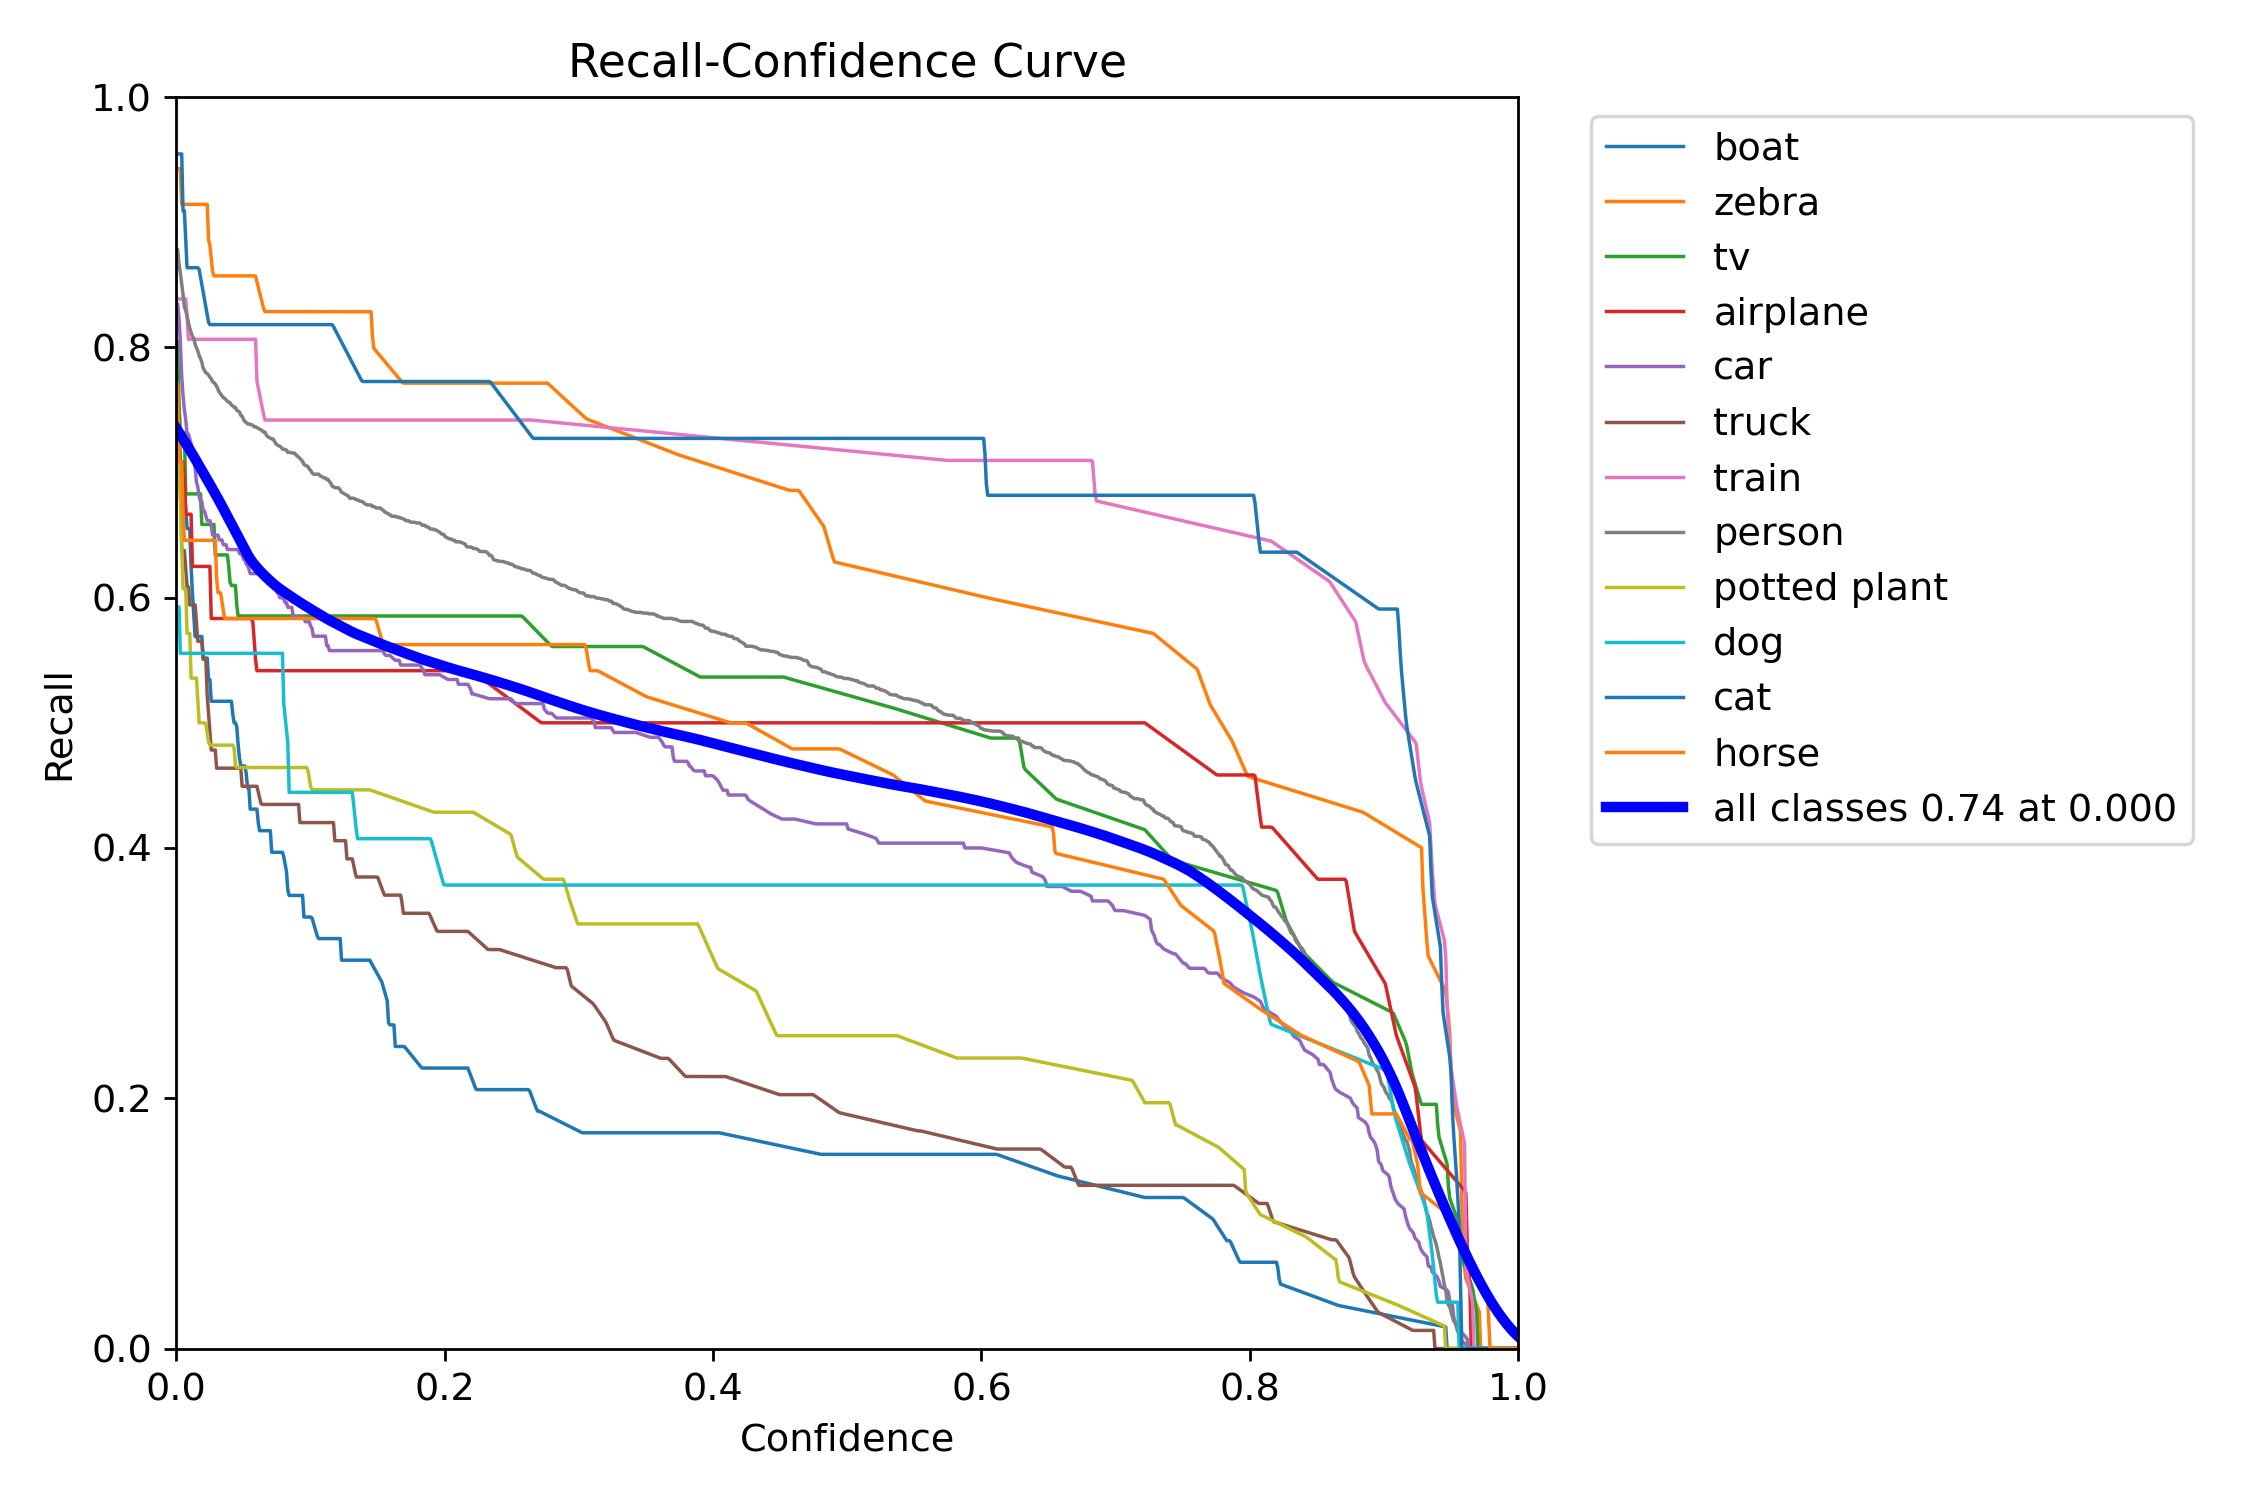 Recall-Confidence Curve
1.0
0.8
0.6
0.4
0.2
0.0
Recall
0.0 0.2 0.4 0.6 0.8 1.0
Confidence
boat
zebra
tv
airplane
car
truck
train
person
potted plant
dog
cat
horse
all classes 0.74 at 0.000